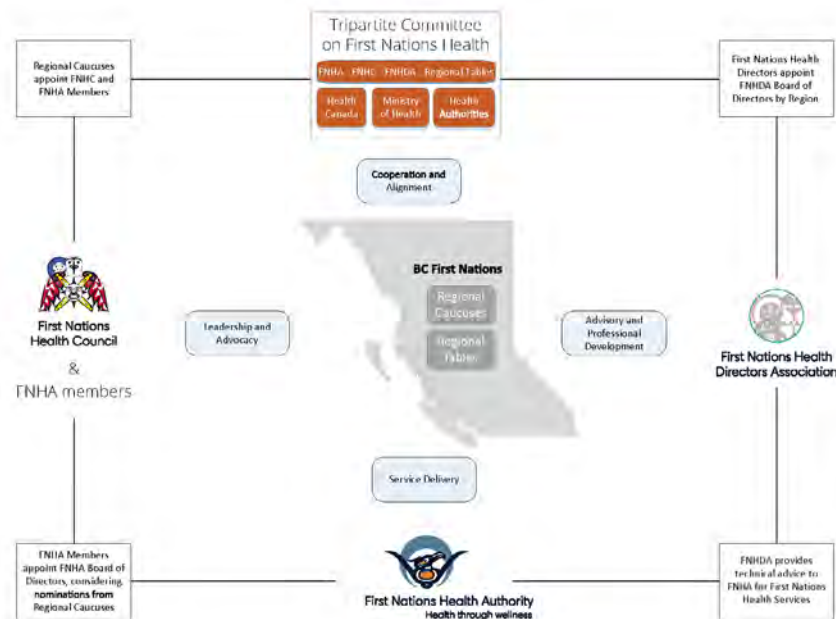 Tripartite Committee
on First Nations Health
FNHA FNHC FNHDA Regional Tables
Health
Canada
Ministry
of Health
Health
Authorities
Regional Caucuses
appoint FNHC and
FNHA Members
First Nations Health
Directors appoint
FNHDA Board of
Directors by Region
Cooperation and
Alignment
BC First Nations
Regional
Caucuses
Regional
Tables
Leadership and
Advocacy
Advisory and
Professional
Development
First Nations
Health Council
&
FNHA members
First Nations Health
Directors Association
Service Delivery
FNHA Members
appoint FNHA Board of
Directors, considering
nominations from
Regional Caucuses
First Nations Health Authority
Health through wellness
FNHDA provides
technical advice to
FNHA for First Nations
Health Services